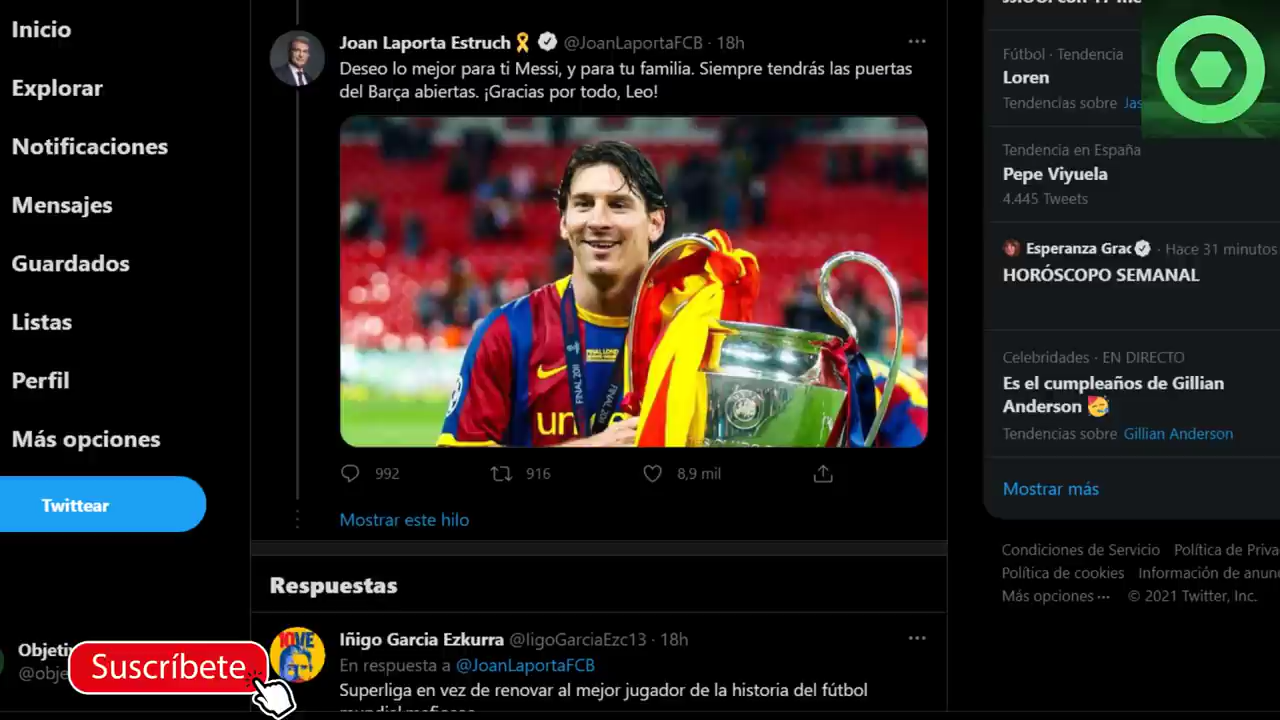 Inicio
Explorar
Notificaciones
Mensajes
Guardados
Listas
Perfil
Más opciones
Twittear
Suscríbete
Joan Laporta Estruch @JoanLaportaFCB · 18h
Deseo lo mejor para ti Messi, y para tu familia. Siempre tendrás las puertas
del Barça abiertas. ¡Gracias por todo, Leo!
FINAL 2011
992 916 8,9 mil
Mostrar este hilo
Respuestas
Iñigo Garcia Ezkurra @IigoGarciaEzc13 · 18h
En respuesta a @JoanLaportaFCB
Superliga en vez de renovar al mejor jugador de la historia del fútbol
Fútbol · Tendencia
Loren
Tendencias sobre
Tendencia en España
Pepe Viyuela
4.445 Tweets
Esperanza Grac · Hace 31 minutos
HORÓSCOPO SEMANAL
Celebridades · EN DIRECTO
Es el cumpleaños de Gillian
Anderson
Tendencias sobre Gillian Anderson
Mostrar más
Condiciones de Servicio Política de Priva
Política de cookies Información de anun
Más opciones ··· © 2021 Twitter, Inc.